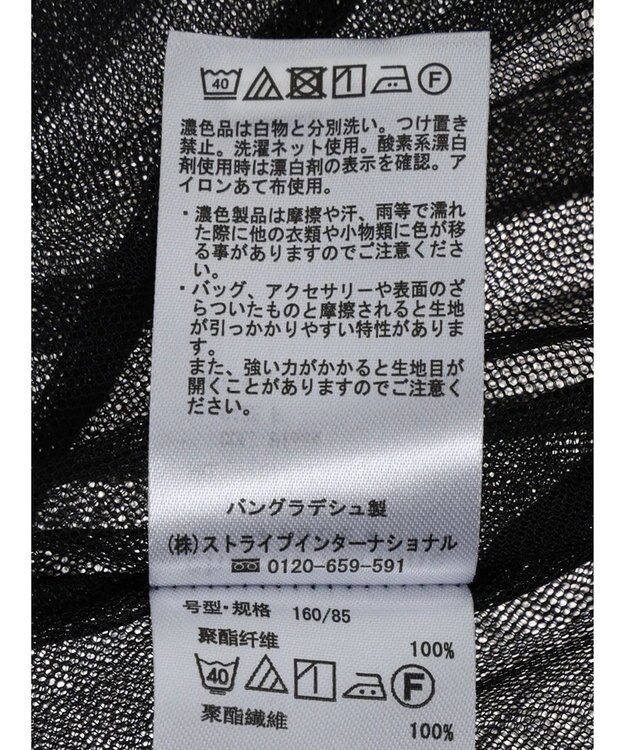 40 F
濃色品は白物と分別洗い。つけ置き
禁止。洗濯ネット使用。酸素系漂白
剤使用時は漂白剤の表示を確認。ア
イロンあて布使用。
・濃色製品は摩擦や汗、雨等で濡れ
た際に他の衣類や小物類に色が移
る事がありますのでご注意くださ
い。
・バッグ、アクセサリーや表面のざ
らついたものと摩擦されると生地
が引っかかりやすい特性がありま
す。
また、強い力がかかると生地目が
開くことがありますのでご注意く
ださい。
バングラデシュ製
(株)ストライプインターナショナル
0120-659-591
号型·规格 160/85
聚酯纤维 100%
40 F
聚酯纖維 100%